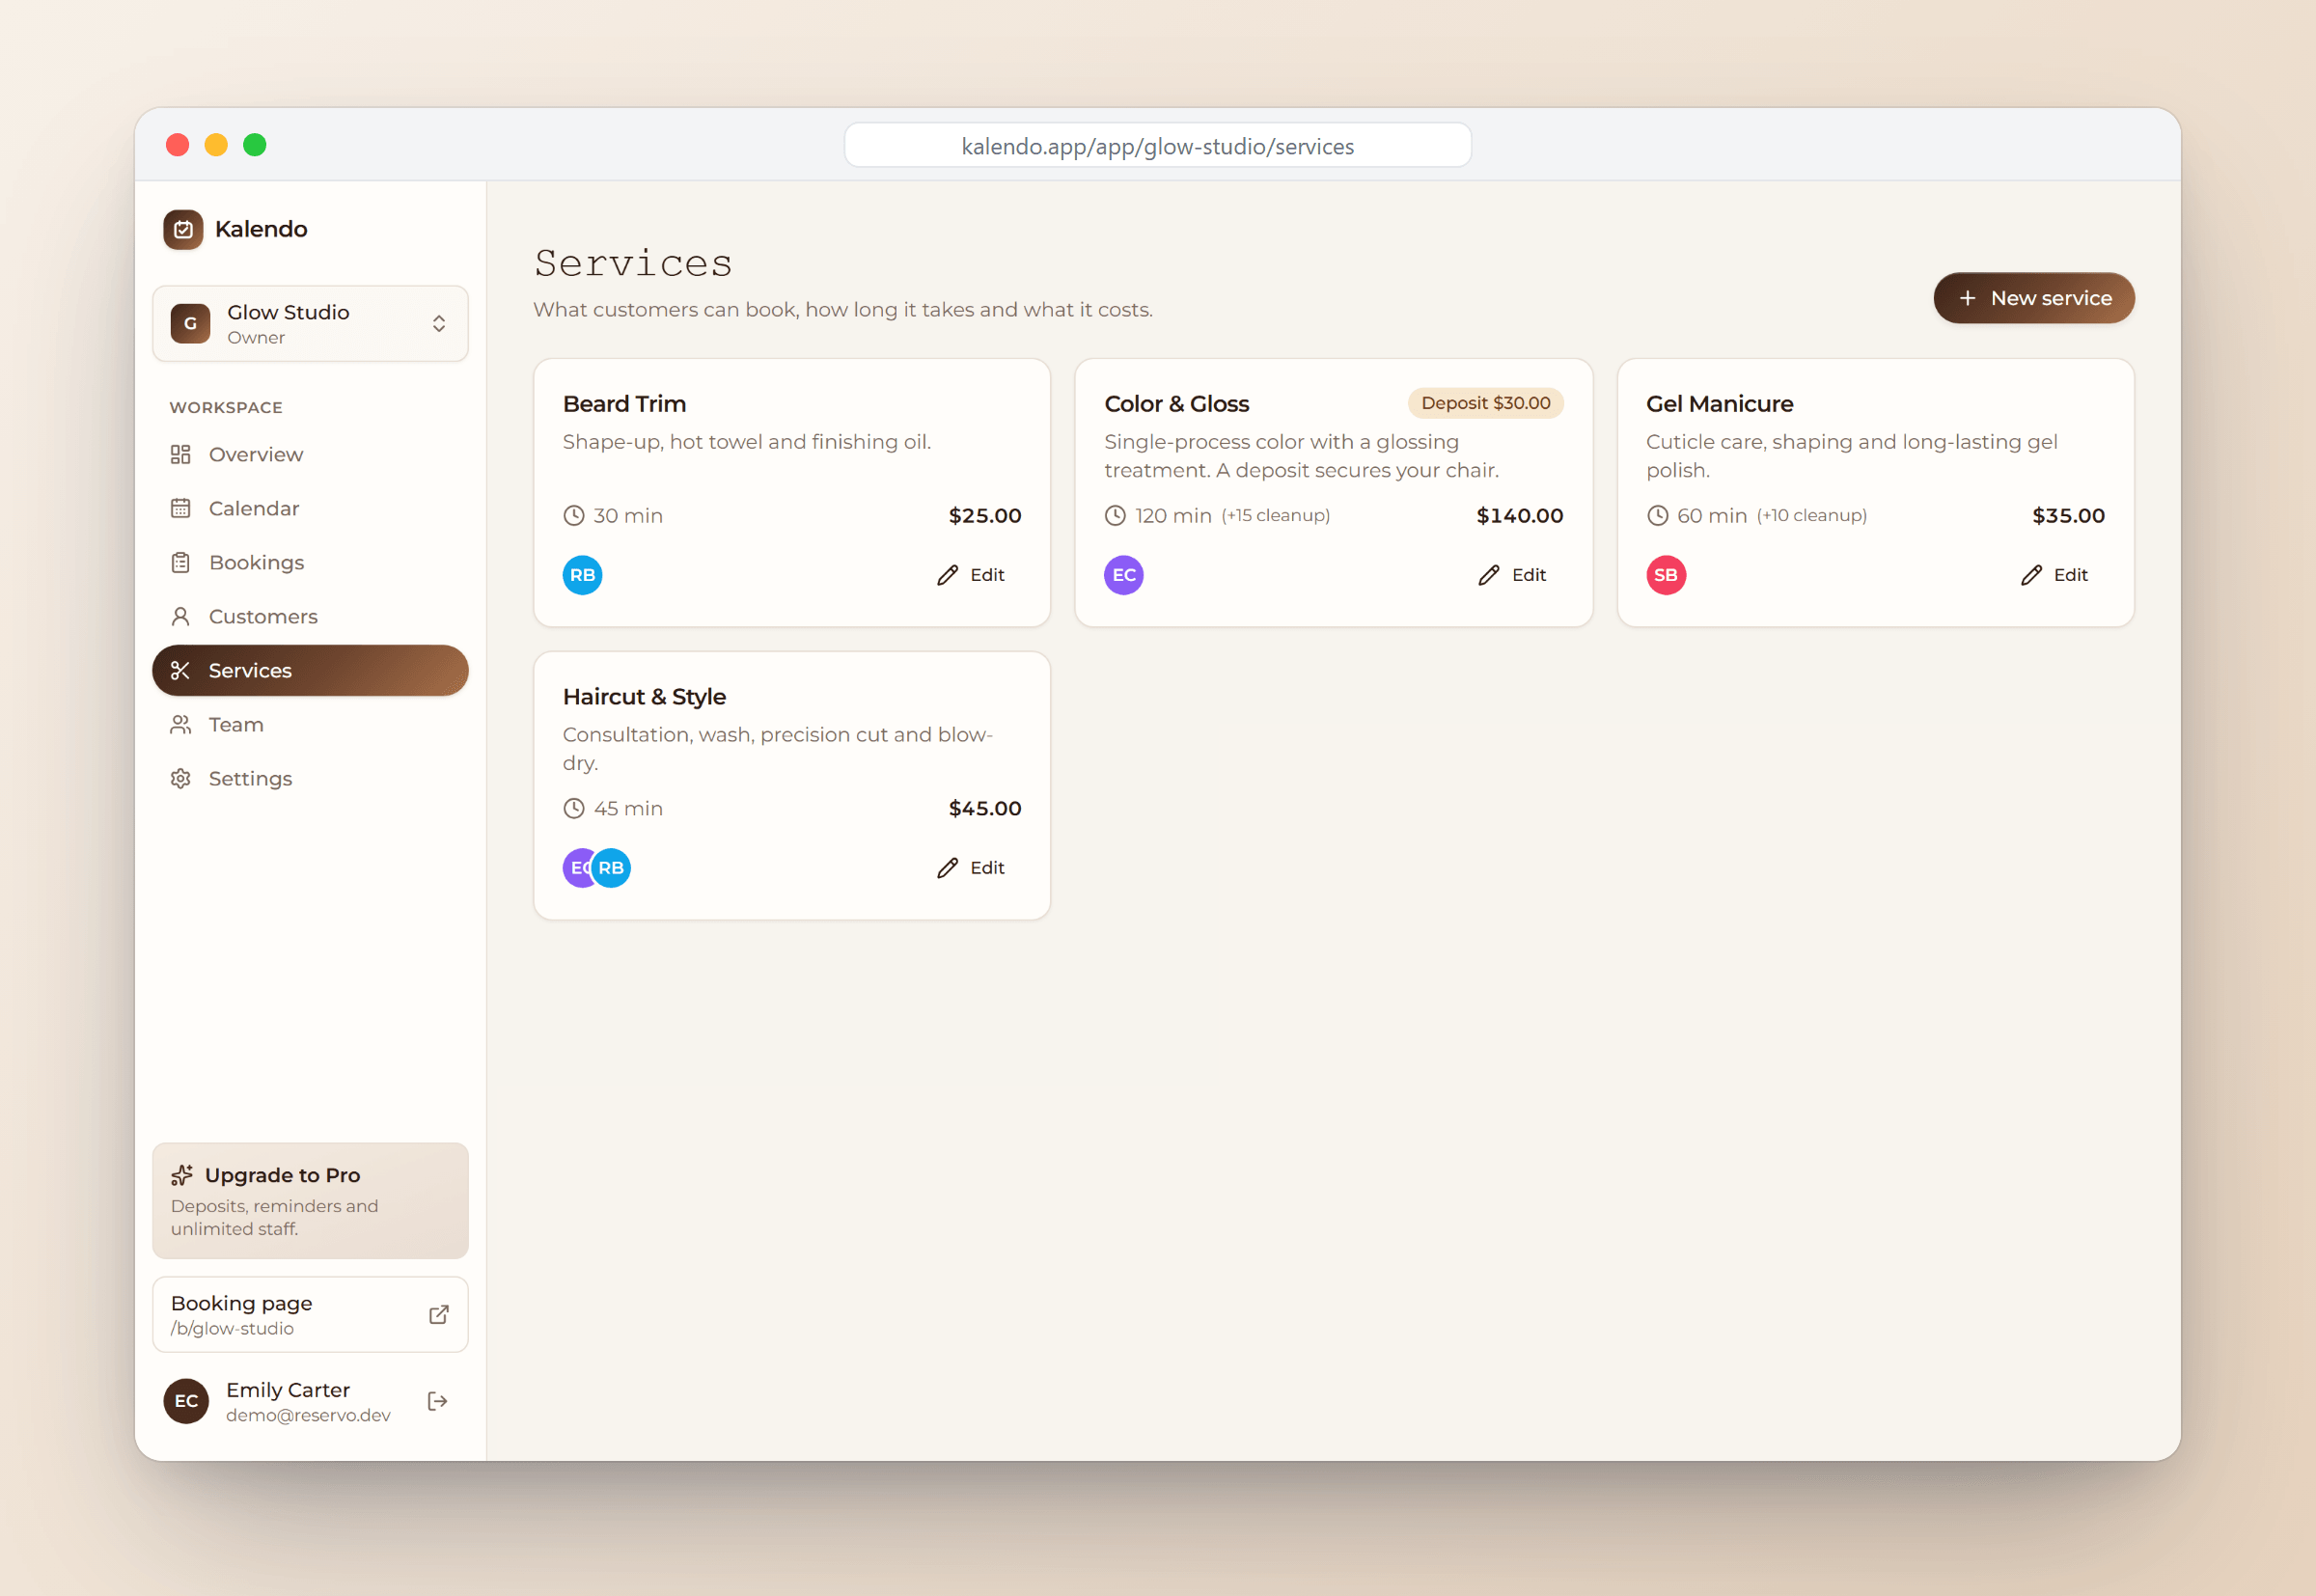 kalendo.app/app/glow-studio/services
Kalendo
G
Glow Studio
Owner
WORKSPACE
Overview
Calendar
Bookings
Customers
Services
Team
Settings
Upgrade to Pro
Deposits, reminders and
unlimited staff.
Booking page
/b/glow-studio
EC
Emily Carter
demo@reservo.dev
Services
What customers can book, how long it takes and what it costs.
New service
Beard Trim
Shape-up, hot towel and finishing oil.
30 min
$25.00
RB
Edit
Color & Gloss
Deposit $30.00
Single-process color with a glossing
treatment. A deposit secures your chair.
120 min (+15 cleanup)
$140.00
EC
Edit
Gel Manicure
Cuticle care, shaping and long-lasting gel
polish.
60 min (+10 cleanup)
$35.00
SB
Edit
Haircut & Style
Consultation, wash, precision cut and blow-
dry.
45 min
$45.00
EC
RB
Edit